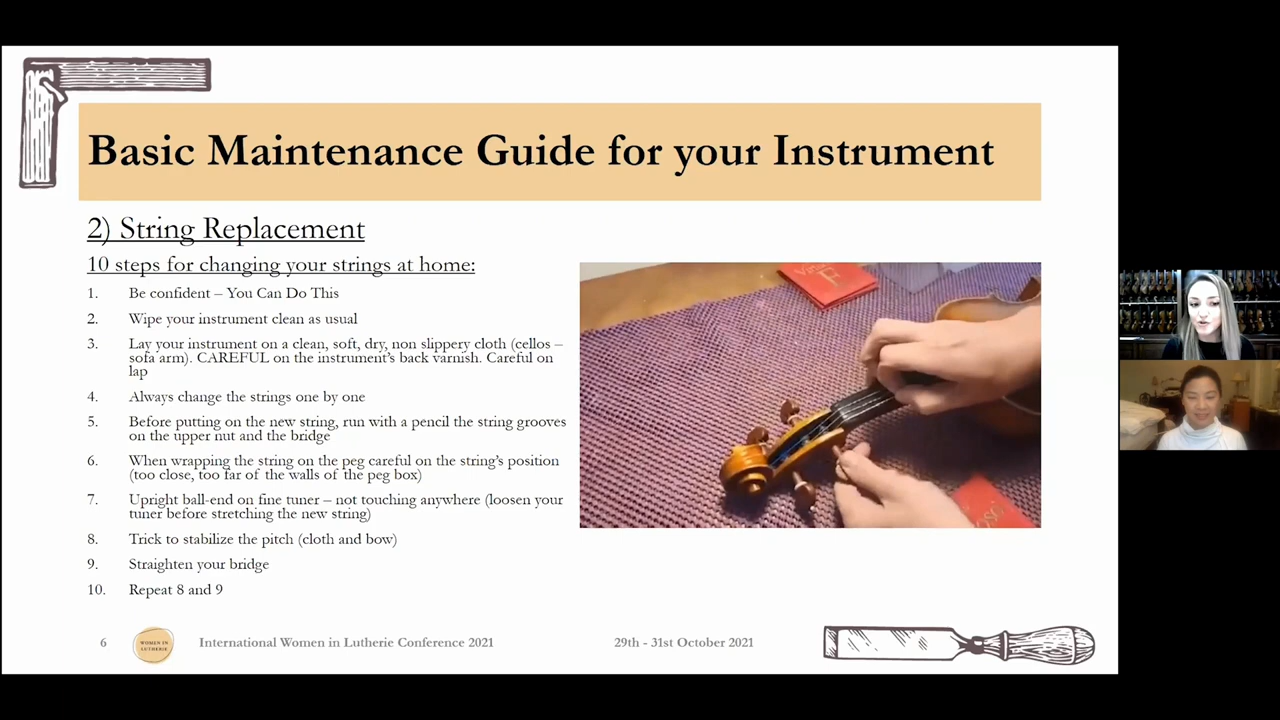 Basic Maintenance Guide for your Instrument
2) String Replacement
10 steps for changing your strings at home:
1. Be confident – You Can Do This
2. Wipe your instrument clean as usual
3. Lay your instrument on a clean, soft, dry, non slippery cloth (cellos –
sofa arm). CAREFUL on the instrument's back varnish. Careful on
lap
4. Always change the strings one by one
5. Before putting on the new string, run with a pencil the string grooves
on the upper nut and the bridge
6. When wrapping the string on the peg careful on the string's position
(too close, too far of the walls of the peg box)
7. Upright ball-end on fine tuner – not touching anywhere (loosen your
tuner before stretching the new string)
8. Trick to stabilize the pitch (cloth and bow)
9. Straighten your bridge
10. Repeat 8 and 9
6
WOMEN IN
LUTHERIE
International Women in Lutherie Conference 2021
29th - 31st October 2021